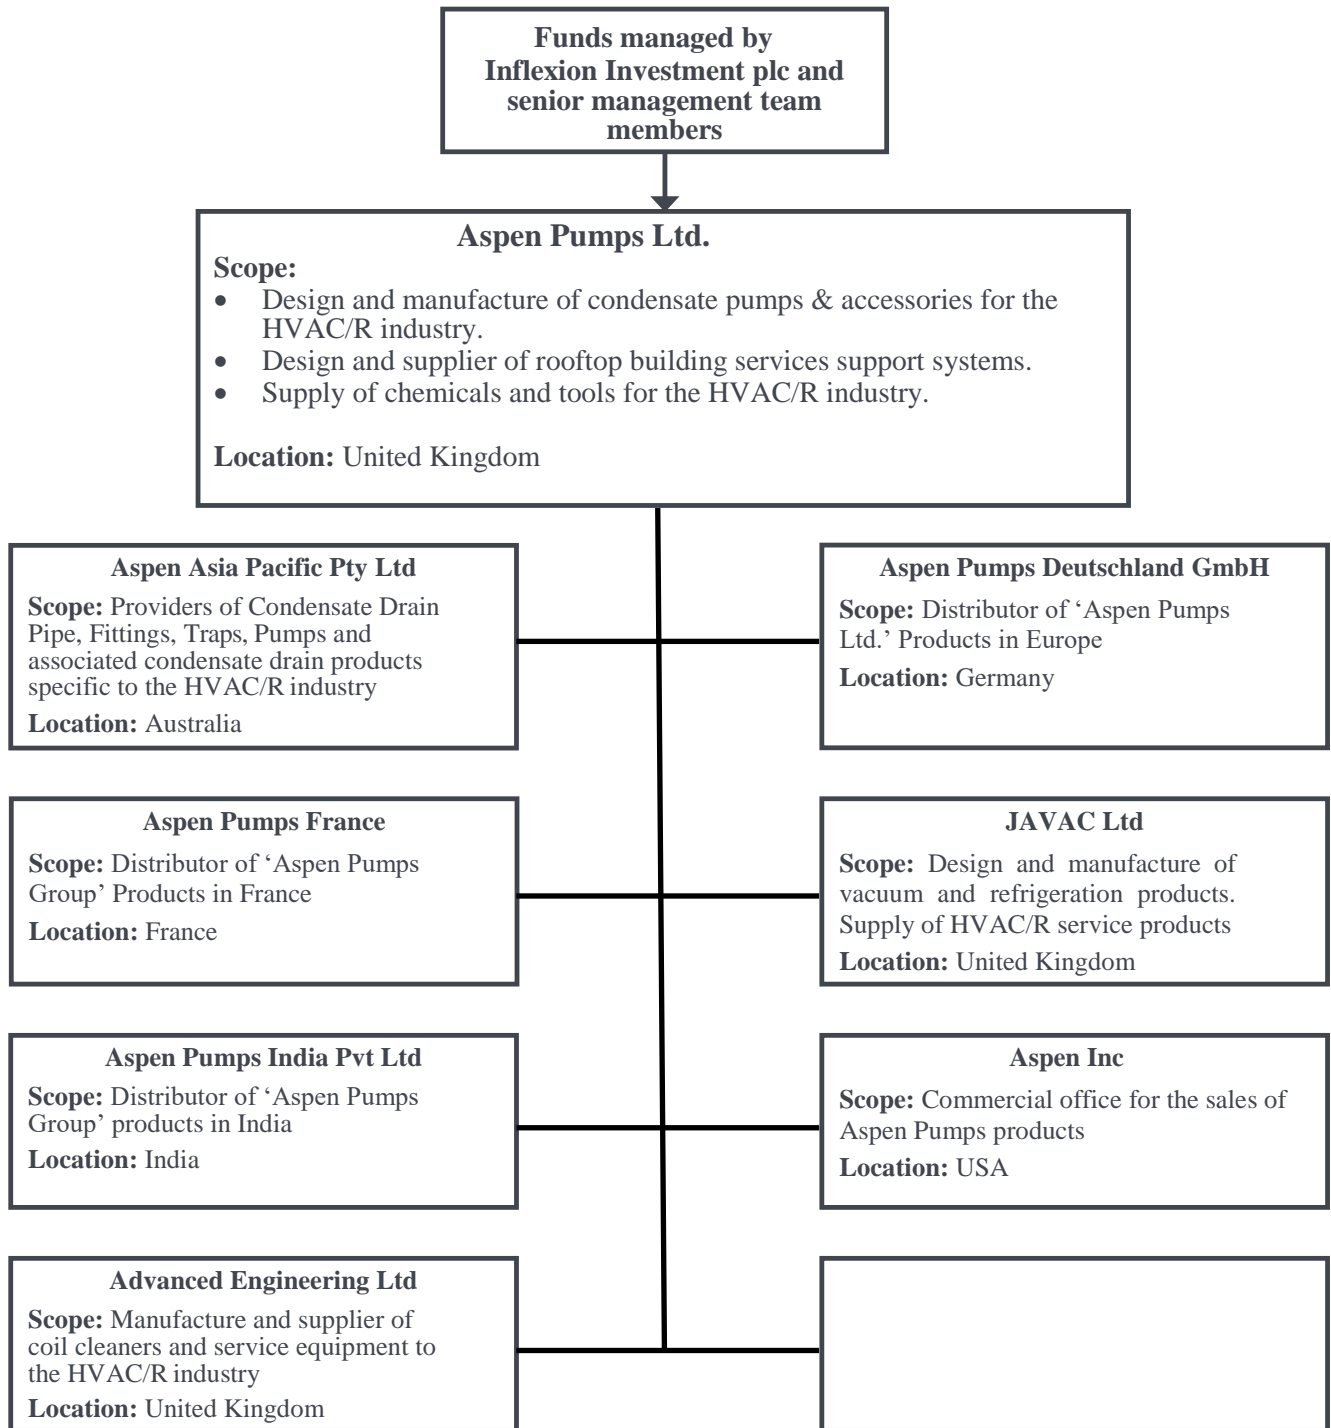 Funds managed by
Inflexion Investment plc and
senior management team
members
Aspen Pumps Ltd.
Scope:
• Design and manufacture of condensate pumps & accessories for the
HVAC/R industry.
• Design and supplier of rooftop building services support systems.
• Supply of chemicals and tools for the HVAC/R industry.
Location: United Kingdom
Aspen Asia Pacific Pty Ltd
Scope: Providers of Condensate Drain
Pipe, Fittings, Traps, Pumps and
associated condensate drain products
specific to the HVAC/R industry
Location: Australia
Aspen Pumps Deutschland GmbH
Scope: Distributor of ‘Aspen Pumps
Ltd.’ Products in Europe
Location: Germany
Aspen Pumps France
Scope: Distributor of ‘Aspen Pumps
Group’ Products in France
Location: France
JAVAC Ltd
Scope: Design and manufacture of
vacuum and refrigeration products.
Supply of HVAC/R service products
Location: United Kingdom
Aspen Pumps India Pvt Ltd
Scope: Distributor of ‘Aspen Pumps
Group’ products in India
Location: India
Aspen Inc
Scope: Commercial office for the sales of
Aspen Pumps products
Location: USA
Advanced Engineering Ltd
Scope: Manufacture and supplier of
coil cleaners and service equipment to
the HVAC/R industry
Location: United Kingdom